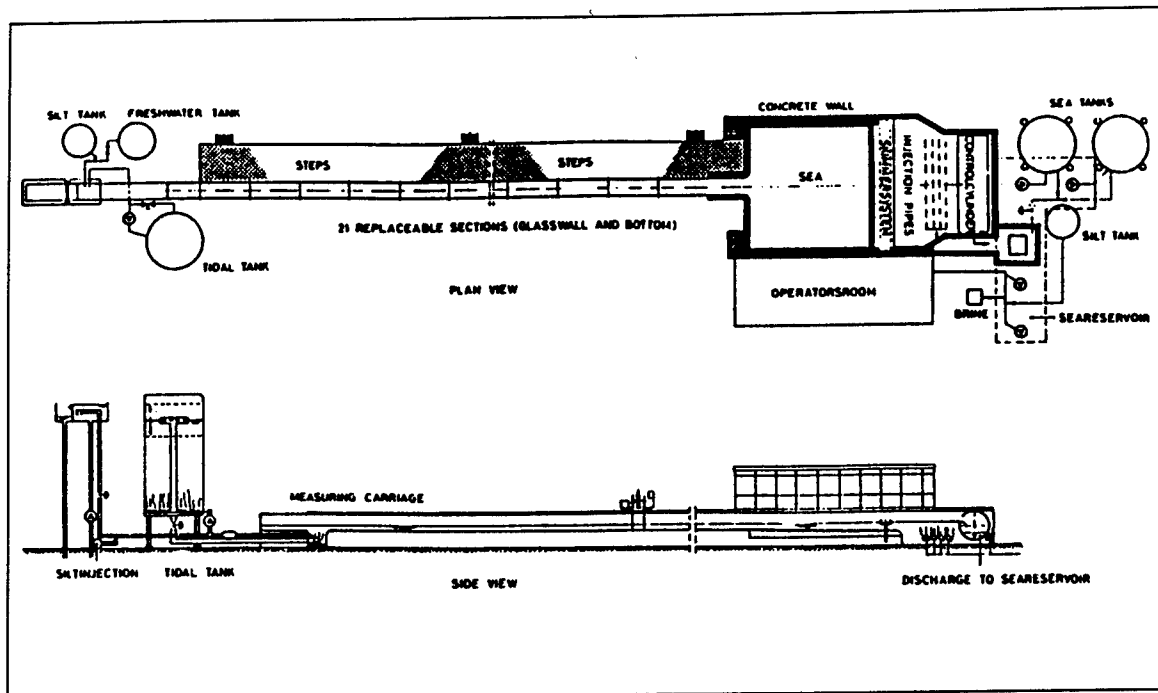 CONCRETE WALL
SEA TANKS
SILT TANK
FRESHWATER TANK
STEPS
STEPS
SEA
INJECTION PIPES
SILT TANK
21 REPLACEABLE SECTIONS (GLASSWALL AND BOTTOM)
TIDAL TANK
PLAN VIEW
OPERATORSROOM
BRINE
SEARESERVOIR
MEASURING CARRIAGE
SILTINJECTION
TIDAL TANK
SIDE VIEW
DISCHARGE TO SEARESERVOIR